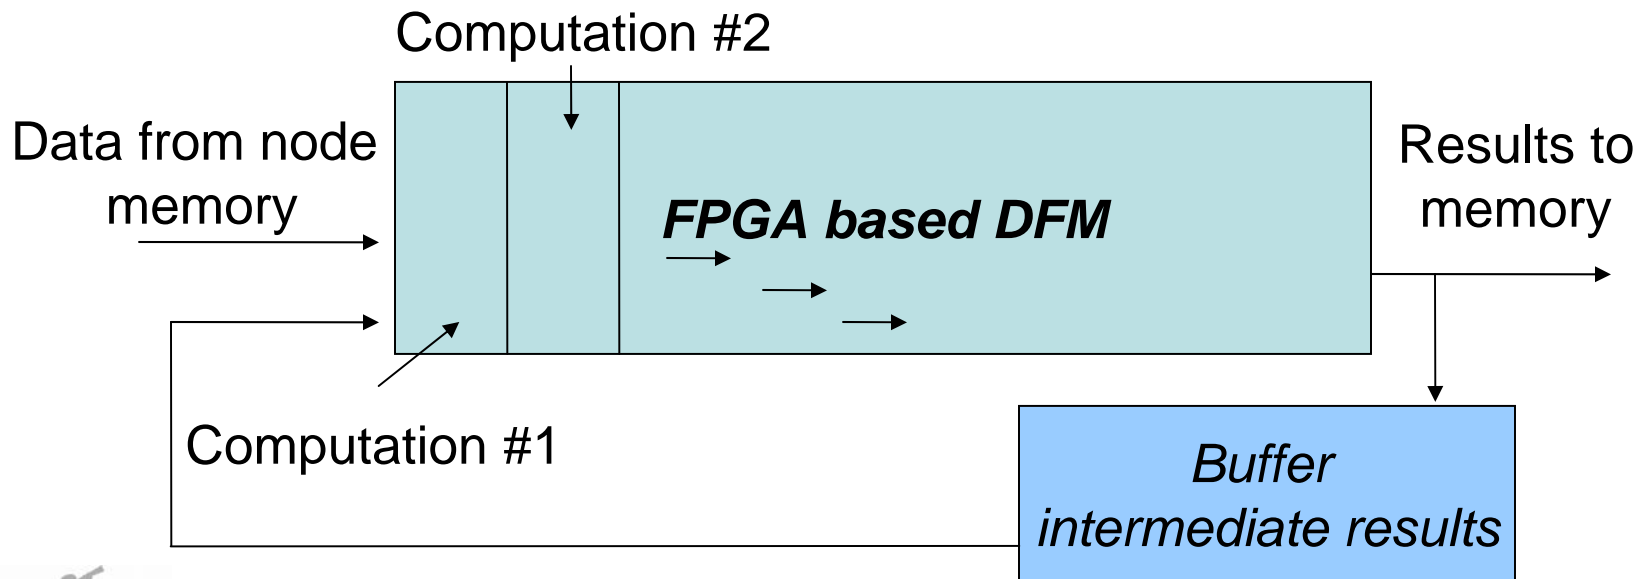 Computation #2
Data from node
memory
FPGA based DFM
Results to
memory
Computation #1
Buffer
intermediate results